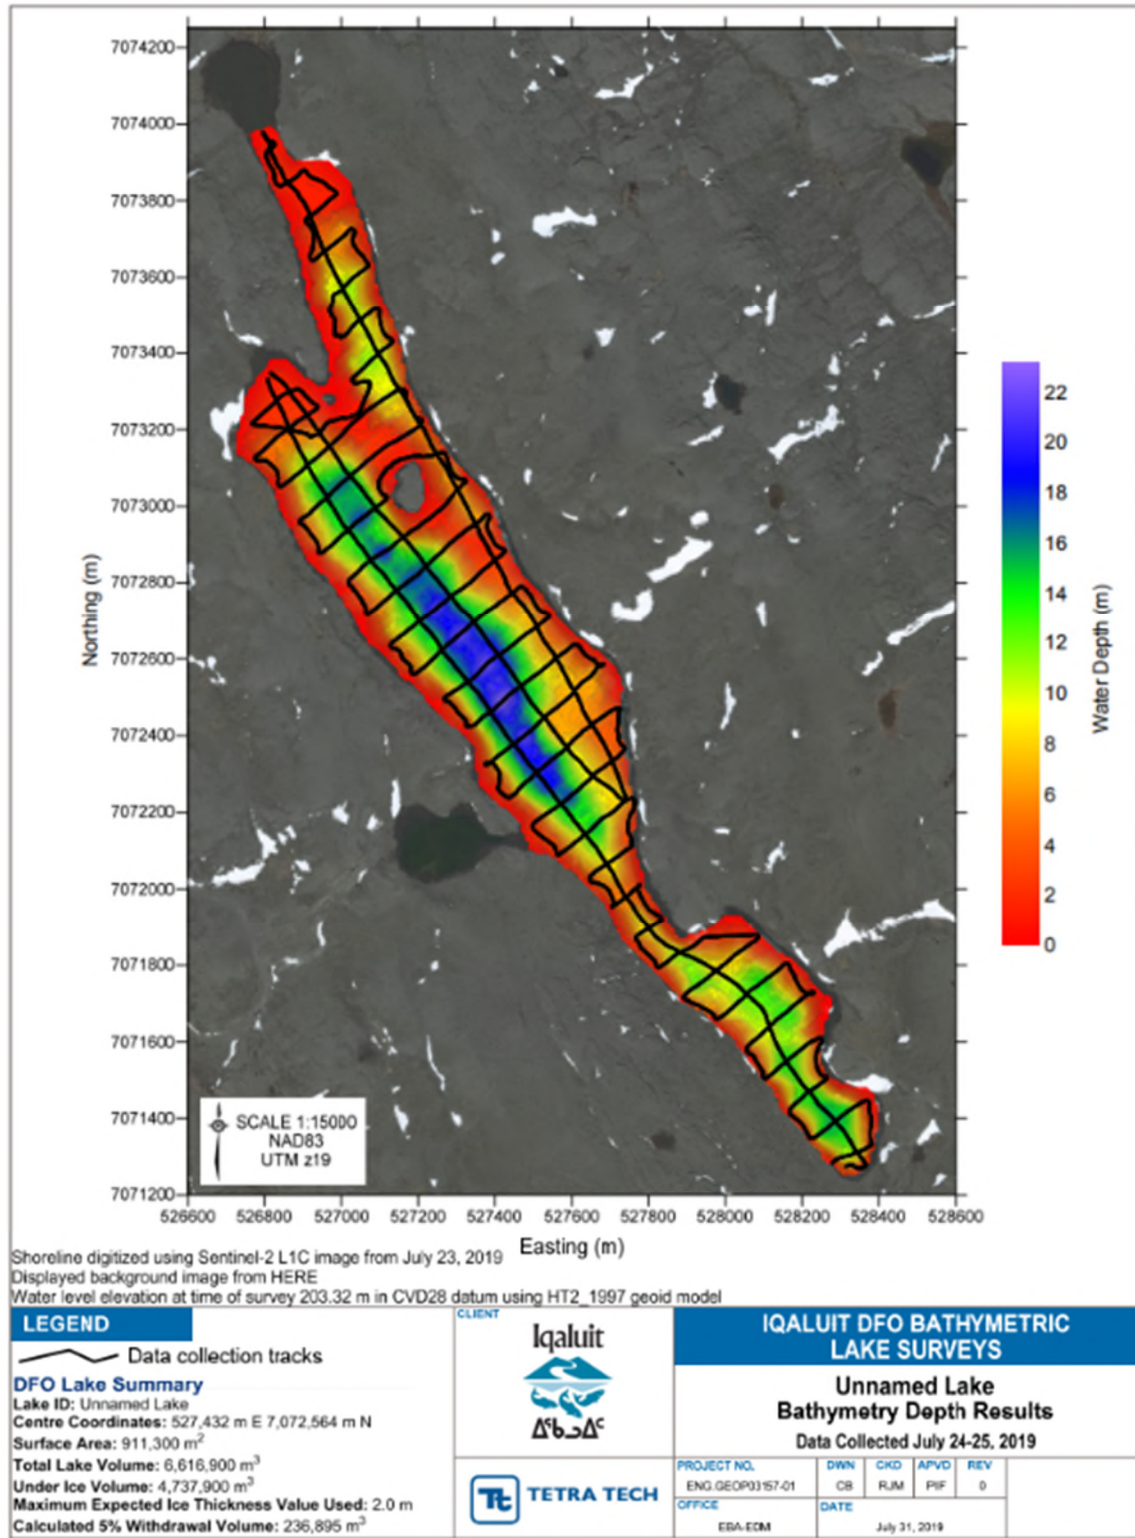 7074200
7074000
7073800
7073600
7073400
7073200
7073000
7072800
7072600
7072400
7072200
7072000
7071800
7071600
7071400
7071200
Northing (m)
22
20
18
16
14
12
10
8
6
4
2
0
Water Depth (m)
SCALE 1:15000
NAD83
UTM z19
526600 526800 527000 527200 527400 527600 527800 528000 528200 528400 528600
Easting (m)
Shoreline digitized using Sentinel-2 L1C image from July 23, 2019
Displayed background image from HERE
Water level elevation at time of survey 203.32 m in CVD28 datum using HT2_1997 geoid model
LEGEND
Data collection tracks
DFO Lake Summary
Lake ID: Unnamed Lake
Centre Coordinates: 527,432 m E 7,072,564 m N
Surface Area: 911,300 m²
Total Lake Volume: 6,616,900 m³
Under Ice Volume: 4,737,900 m³
Maximum Expected Ice Thickness Value Used: 2.0 m
Calculated 5% Withdrawal Volume: 236,895 m³
CLIENT
Iqaluit
ᐃᖃᓗᐃᑦ
Tt TETRA TECH
IQALUIT DFO BATHYMETRIC
LAKE SURVEYS
Unnamed Lake
Bathymetry Depth Results
Data Collected July 24-25, 2019
PROJECT NO. DWN CKD APVD REV
ENG.GEOP03157-01 CB RJM PIF 0
OFFICE DATE
EBA-EDM July 31, 2019